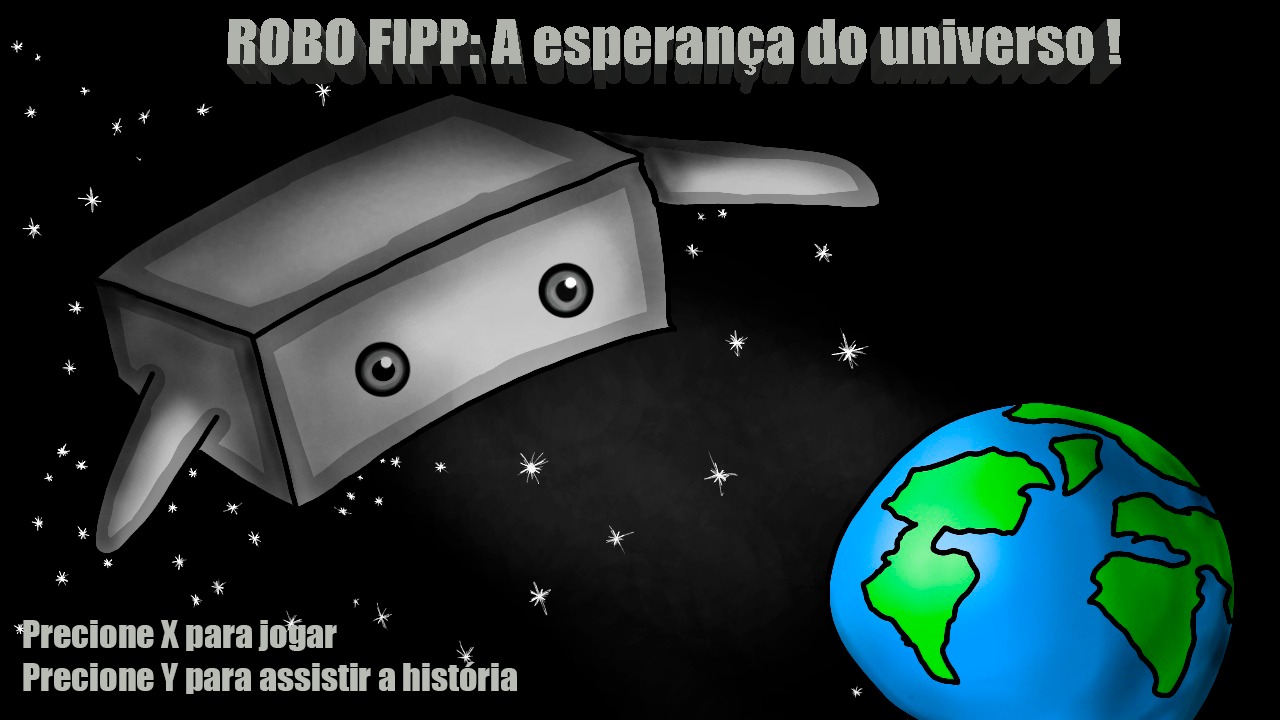 ROBO FIPP: A esperança do universo !
Precione X para jogar
Precione Y para assistir a história